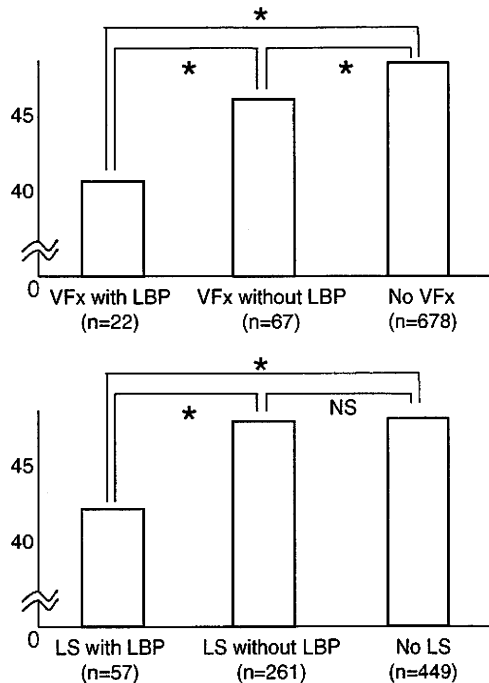 *
* *
45
40
0
VFx with LBP VFx without LBP No VFx
(n=22) (n=67) (n=678)
*
* NS
45
40
0
LS with LBP LS without LBP No LS
(n=57) (n=261) (n=449)